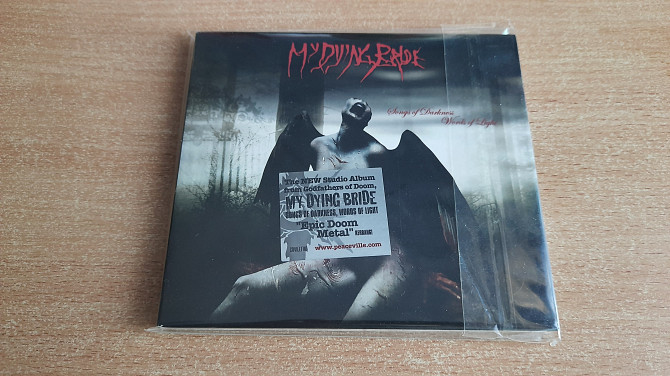 My Dying Bride
Songs of Darkness
Words of Light
The NEW Studio Album
from Godfathers of Doom,
MY DYING BRIDE
SONGS OF DARKNESS, WORDS OF LIGHT
"Epic Doom
Metal"
www.peaceville.com